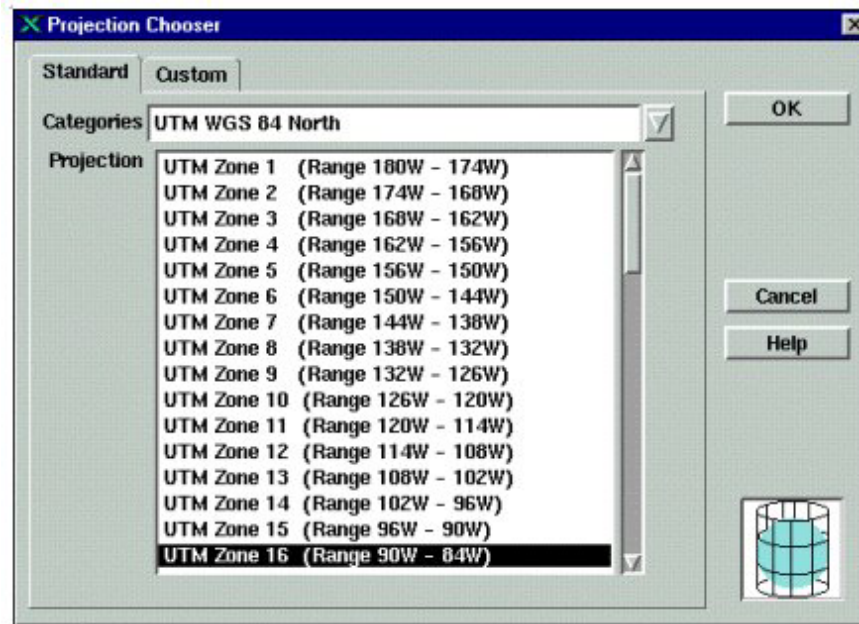 Projection Chooser
Standard
Custom
Categories
UTM WGS 84 North
OK
Projection
UTM Zone 1 (Range 180W - 174W)
UTM Zone 2 (Range 174W - 168W)
UTM Zone 3 (Range 168W - 162W)
UTM Zone 4 (Range 162W - 156W)
UTM Zone 5 (Range 156W - 150W)
UTM Zone 6 (Range 150W - 144W)
UTM Zone 7 (Range 144W - 138W)
UTM Zone 8 (Range 138W - 132W)
UTM Zone 9 (Range 132W - 126W)
UTM Zone 10 (Range 126W - 120W)
UTM Zone 11 (Range 120W - 114W)
UTM Zone 12 (Range 114W - 108W)
UTM Zone 13 (Range 108W - 102W)
UTM Zone 14 (Range 102W - 96W)
UTM Zone 15 (Range 96W - 90W)
UTM Zone 16 (Range 90W - 84W)
Cancel
Help